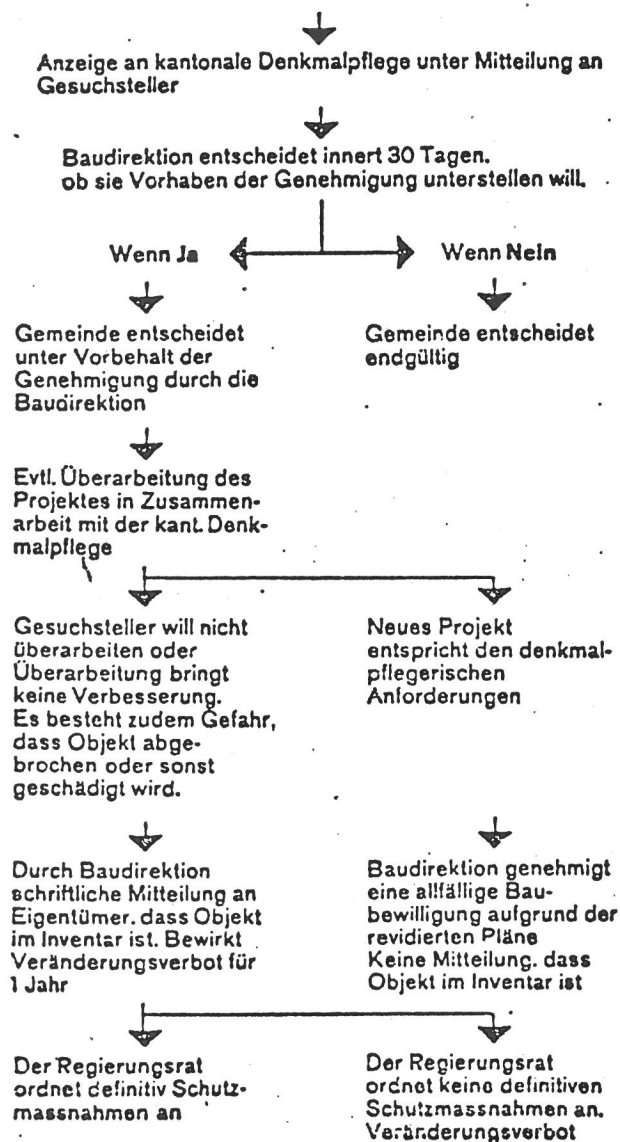 Anzeige an kantonale Denkmalpflege unter Mitteilung an
Gesuchsteller
Baudirektion entscheidet innert 30 Tagen.
ob sie Vorhaben der Genehmigung unterstellen will.
Wenn Ja
Wenn Nein
Gemeinde entscheidet
unter Vorbehalt der
Genehmigung durch die
Baudirektion
Gemeinde entscheidet
endgültig
Evtl. Überarbeitung des
Projektes in Zusammen-
arbeit mit der kant. Denk-
malpflege
Gesuchsteller will nicht
überarbeiten oder
Überarbeitung bringt
keine Verbesserung.
Es besteht zudem Gefahr,
dass Objekt abge-
brochen oder sonst
geschädigt wird.
Neues Projekt
entspricht den denkmal-
pflegerischen
Anforderungen
Durch Baudirektion
schriftliche Mitteilung an
Eigentümer. dass Objekt
im Inventar ist. Bewirkt
Veränderungsverbot für
1 Jahr
Baudirektion genehmigt
eine allfällige Bau-
bewilligung aufgrund der
revidierten Pläne
Keine Mitteilung. dass
Objekt im Inventar ist
Der Regierungsrat
ordnet definitiv Schutz-
massnahmen an
Der Regierungsrat
ordnet keine definitiven
Schutzmassnahmen an.
Veränderungsverbot